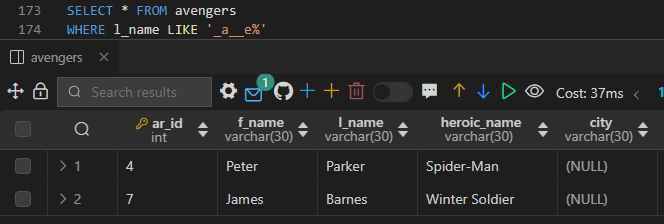 173 SELECT * FROM avengers
174 WHERE l_name LIKE '_a__e%'
avengers
Search results 1 Cost: 37ms 1
ar_id f_name l_name heroic_name city
int varchar(30) varchar(30) varchar(30) varchar(30)
1 4 Peter Parker Spider-Man (NULL)
2 7 James Barnes Winter Soldier (NULL)